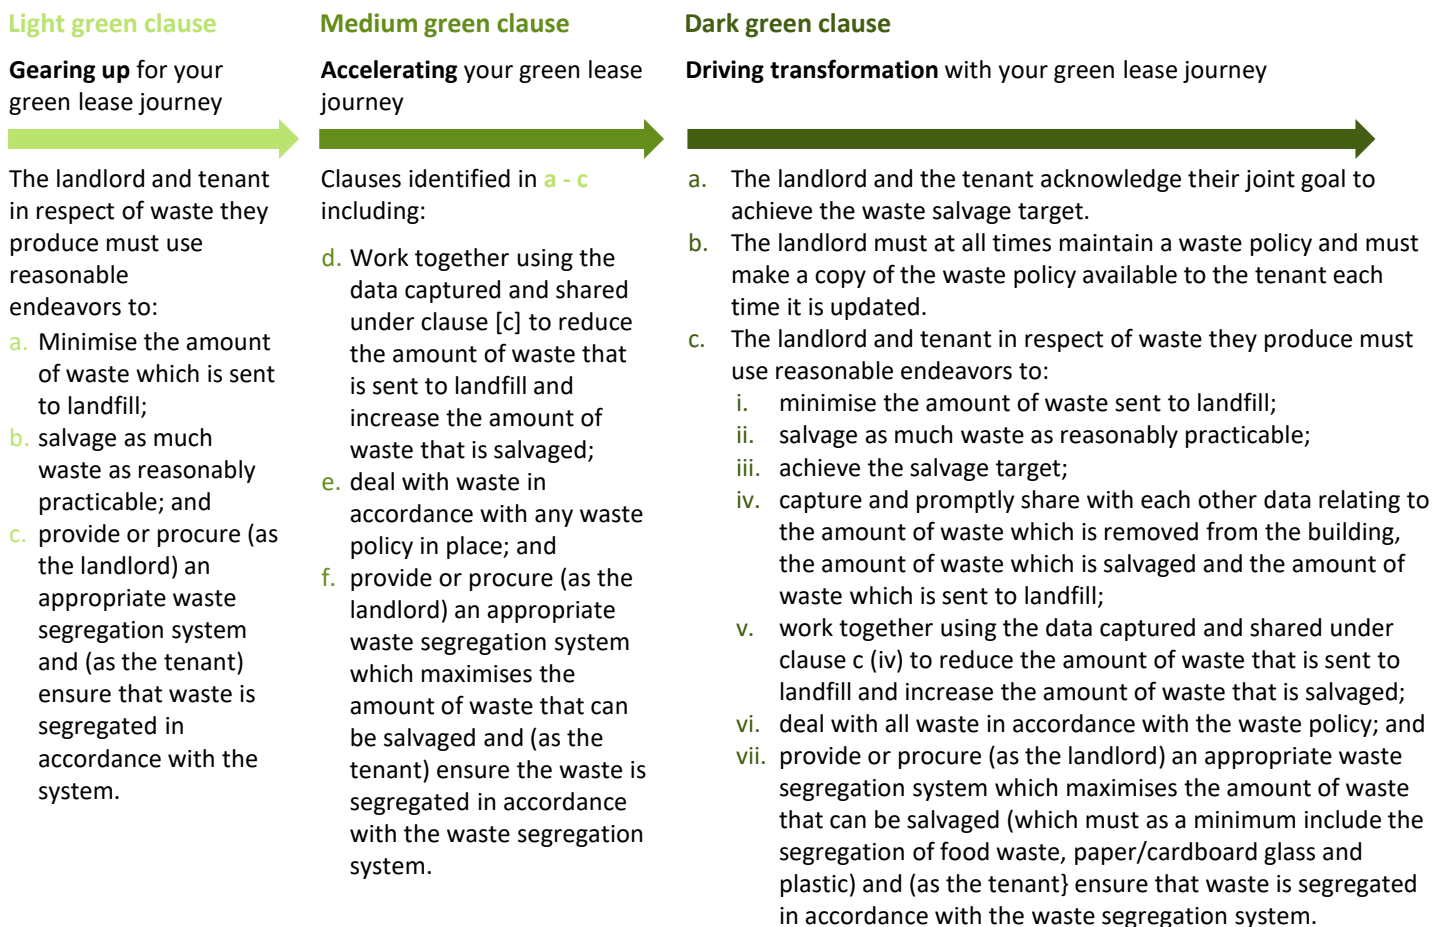 Light green clause
Gearing up for your
green lease journey
The landlord and tenant
in respect of waste they
produce must use
reasonable
endeavors to:
a. Minimise the amount
of waste which is sent
to landfill;
b. salvage as much
waste as reasonably
practicable; and
c. provide or procure (as
the landlord) an
appropriate waste
segregation system
and (as the tenant)
ensure that waste is
segregated in
accordance with the
system.
Medium green clause
Accelerating your green lease
journey
Clauses identified in a - c
including:
d. Work together using the
data captured and shared
under clause [c] to reduce
the amount of waste that
is sent to landfill and
increase the amount of
waste that is salvaged;
e. deal with waste in
accordance with any waste
policy in place; and
f. provide or procure (as the
landlord) an appropriate
waste segregation system
which maximises the
amount of waste that can
be salvaged and (as the
tenant) ensure the waste is
segregated in accordance
with the waste segregation
system.
Dark green clause
Driving transformation with your green lease journey
a. The landlord and the tenant acknowledge their joint goal to
achieve the waste salvage target.
b. The landlord must at all times maintain a waste policy and must
make a copy of the waste policy available to the tenant each
time it is updated.
c. The landlord and tenant in respect of waste they produce must
use reasonable endeavors to:
i. minimise the amount of waste sent to landfill;
ii. salvage as much waste as reasonably practicable;
iii. achieve the salvage target;
iv. capture and promptly share with each other data relating to
the amount of waste which is removed from the building,
the amount of waste which is salvaged and the amount of
waste which is sent to landfill;
v. work together using the data captured and shared under
clause c (iv) to reduce the amount of waste that is sent to
landfill and increase the amount of waste that is salvaged;
vi. deal with all waste in accordance with the waste policy; and
vii. provide or procure (as the landlord) an appropriate waste
segregation system which maximises the amount of waste
that can be salvaged (which must as a minimum include the
segregation of food waste, paper/cardboard glass and
plastic) and (as the tenant} ensure that waste is segregated
in accordance with the waste segregation system.